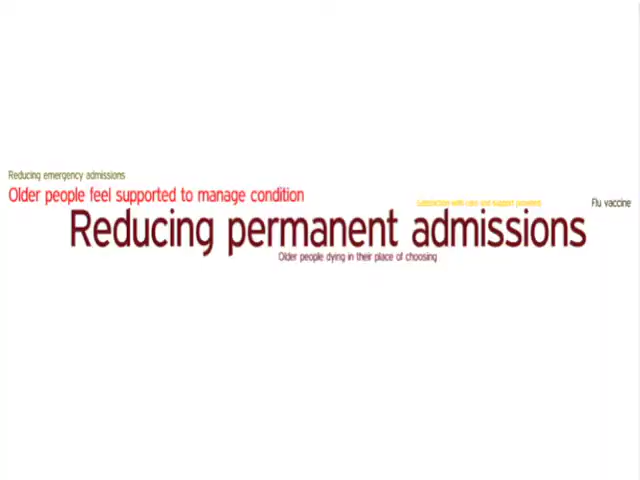 Reducing emergency admissions
Older people feel supported to manage condition
Satisfaction with care and support provided
Flu vaccine
Reducing permanent admissions
Older people dying in their place of choosing